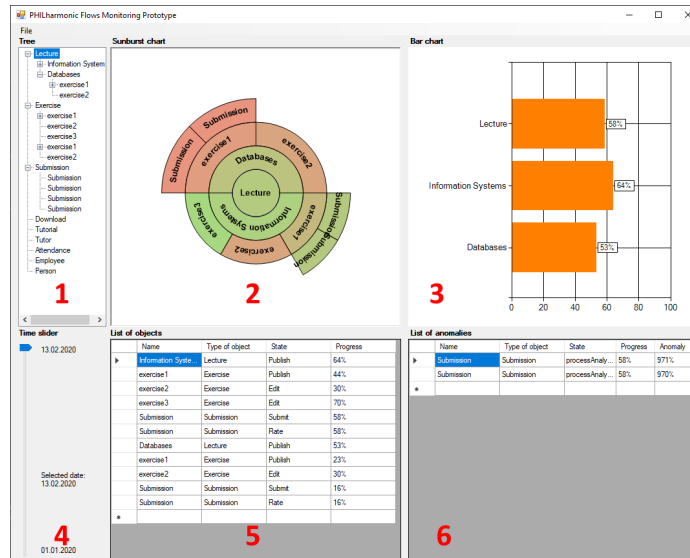 PHILharmonic Flows Monitoring Prototype
File
Tree
Lecture
Information System
Databases
exercise1
exercise2
Exercise
exercise1
exercise2
exercise3
exercise1
exercise2
Submission
Submission
Submission
Submission
Submission
Download
Tutorial
Tutor
Attendance
Employee
Person
1
Sunburst chart
Submission
Submission
exercise1
exercise2
Databases
Lecture
Information Systems
exercise3
exercise2
exercise1
Submission
Submission
2
Bar chart
Lecture
58%
Information Systems
64%
Databases
53%
0 20 40 60 80 100
3
Time slider
13.02.2020
Selected date:
13.02.2020
01.01.2020
4
List of objects
Name Type of object State Progress
Information Syste... Lecture Publish 64%
exercise1 Exercise Publish 44%
exercise2 Exercise Edit 30%
exercise3 Exercise Edit 70%
Submission Submission Submit 58%
Submission Submission Rate 58%
Databases Lecture Publish 53%
exercise1 Exercise Publish 23%
exercise2 Exercise Edit 30%
Submission Submission Submit 16%
Submission Submission Rate 16%
5
List of anomalies
Name Type of object State Progress Anomaly
Submission Submission processAnaly... 58% 971%
Submission Submission processAnaly... 58% 970%
6